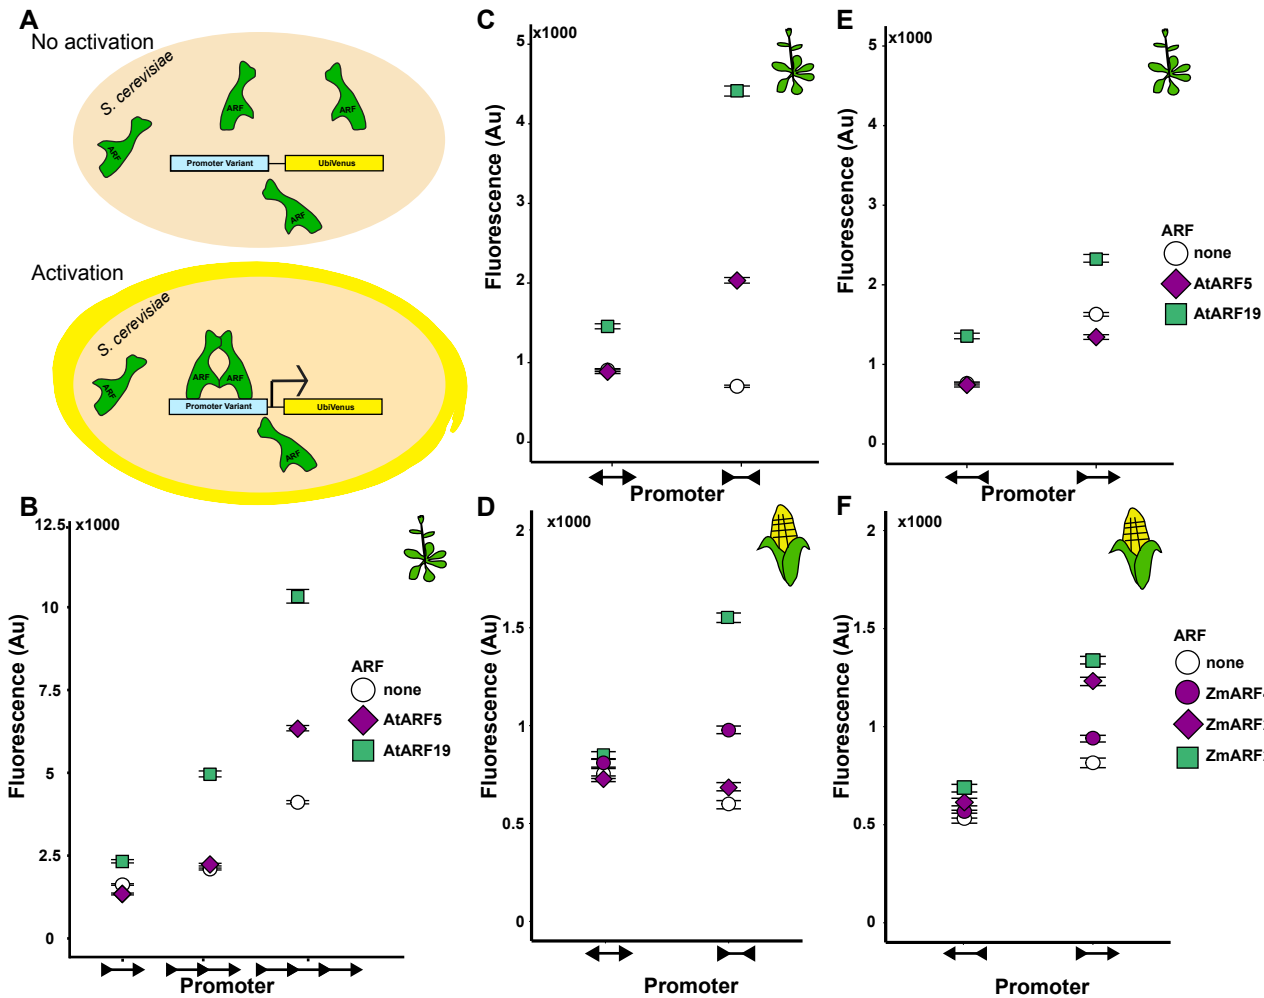 A
No activation
S. cerevisiae
ARF
ARF
ARF
Promoter Variant
UbiVenus
ARF
Activation
S. cerevisiae
ARF
ARF
ARF
Promoter Variant
UbiVenus
ARF
B
12.5
x1000
10
7.5
5
2.5
0
Fluorescence (Au)
Promoter
ARF
none
AtARF5
AtARF19
C
x1000
5
4
3
2
1
0
Fluorescence (Au)
Promoter
D
x1000
2
1.5
1
0.5
0
Fluorescence (Au)
Promoter
E
x1000
5
4
3
2
1
0
Fluorescence (Au)
Promoter
ARF
none
AtARF5
AtARF19
F
x1000
2
1.5
1
0.5
0
Fluorescence (Au)
Promoter
ARF
none